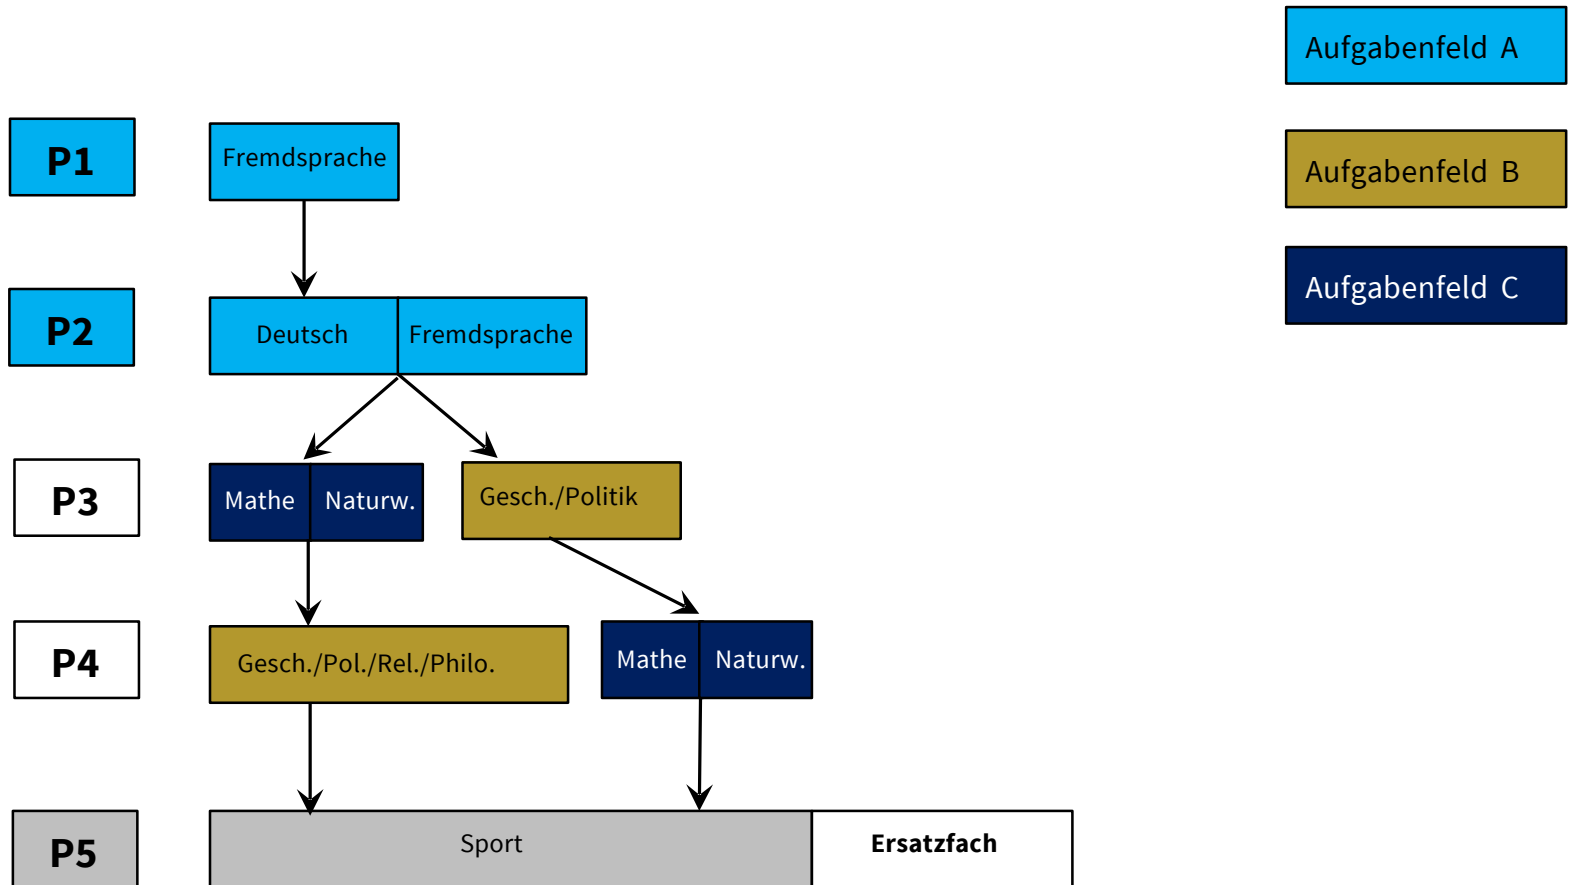 Aufgabenfeld A
P1
Fremdsprache
Aufgabenfeld B
Aufgabenfeld C
P2
Deutsch
Fremdsprache
P3
Mathe
Naturw.
Gesch./Politik
P4
Gesch./Pol./Rel./Philo.
Mathe
Naturw.
P5
Sport
Ersatzfach